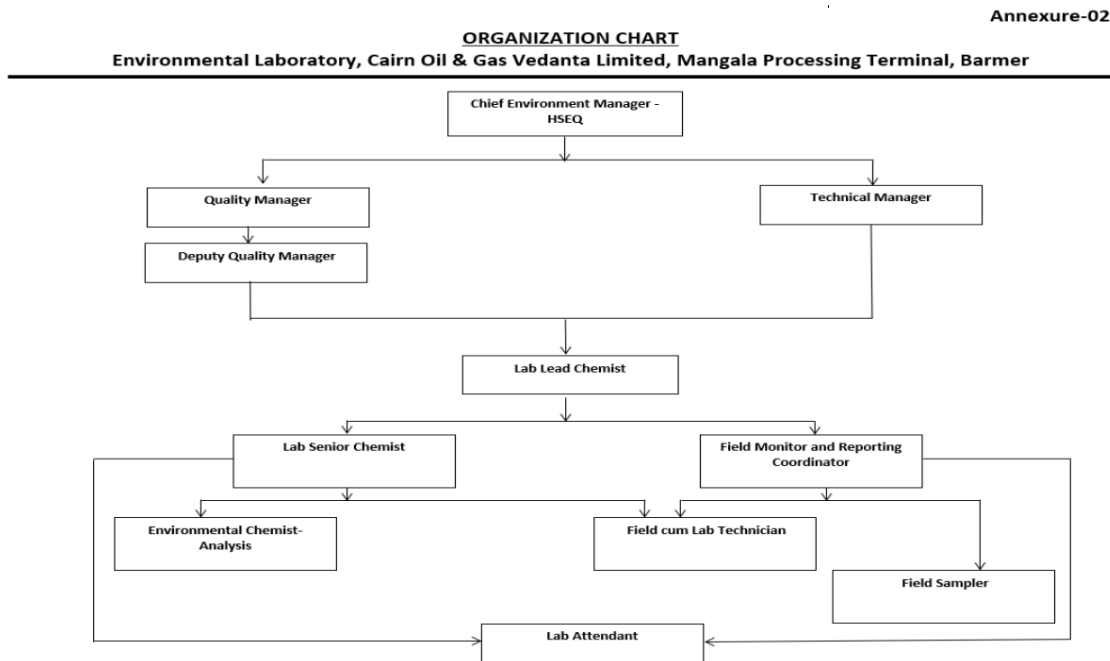 Annexure-02
ORGANIZATION CHART
Environmental Laboratory, Cairn Oil & Gas Vedanta Limited, Mangala Processing Terminal, Barmer
Chief Environment Manager -
HSEQ
Quality Manager
Technical Manager
Deputy Quality Manager
Lab Lead Chemist
Lab Senior Chemist
Field Monitor and Reporting
Coordinator
Environmental Chemist-
Analysis
Field cum Lab Technician
Field Sampler
Lab Attendant